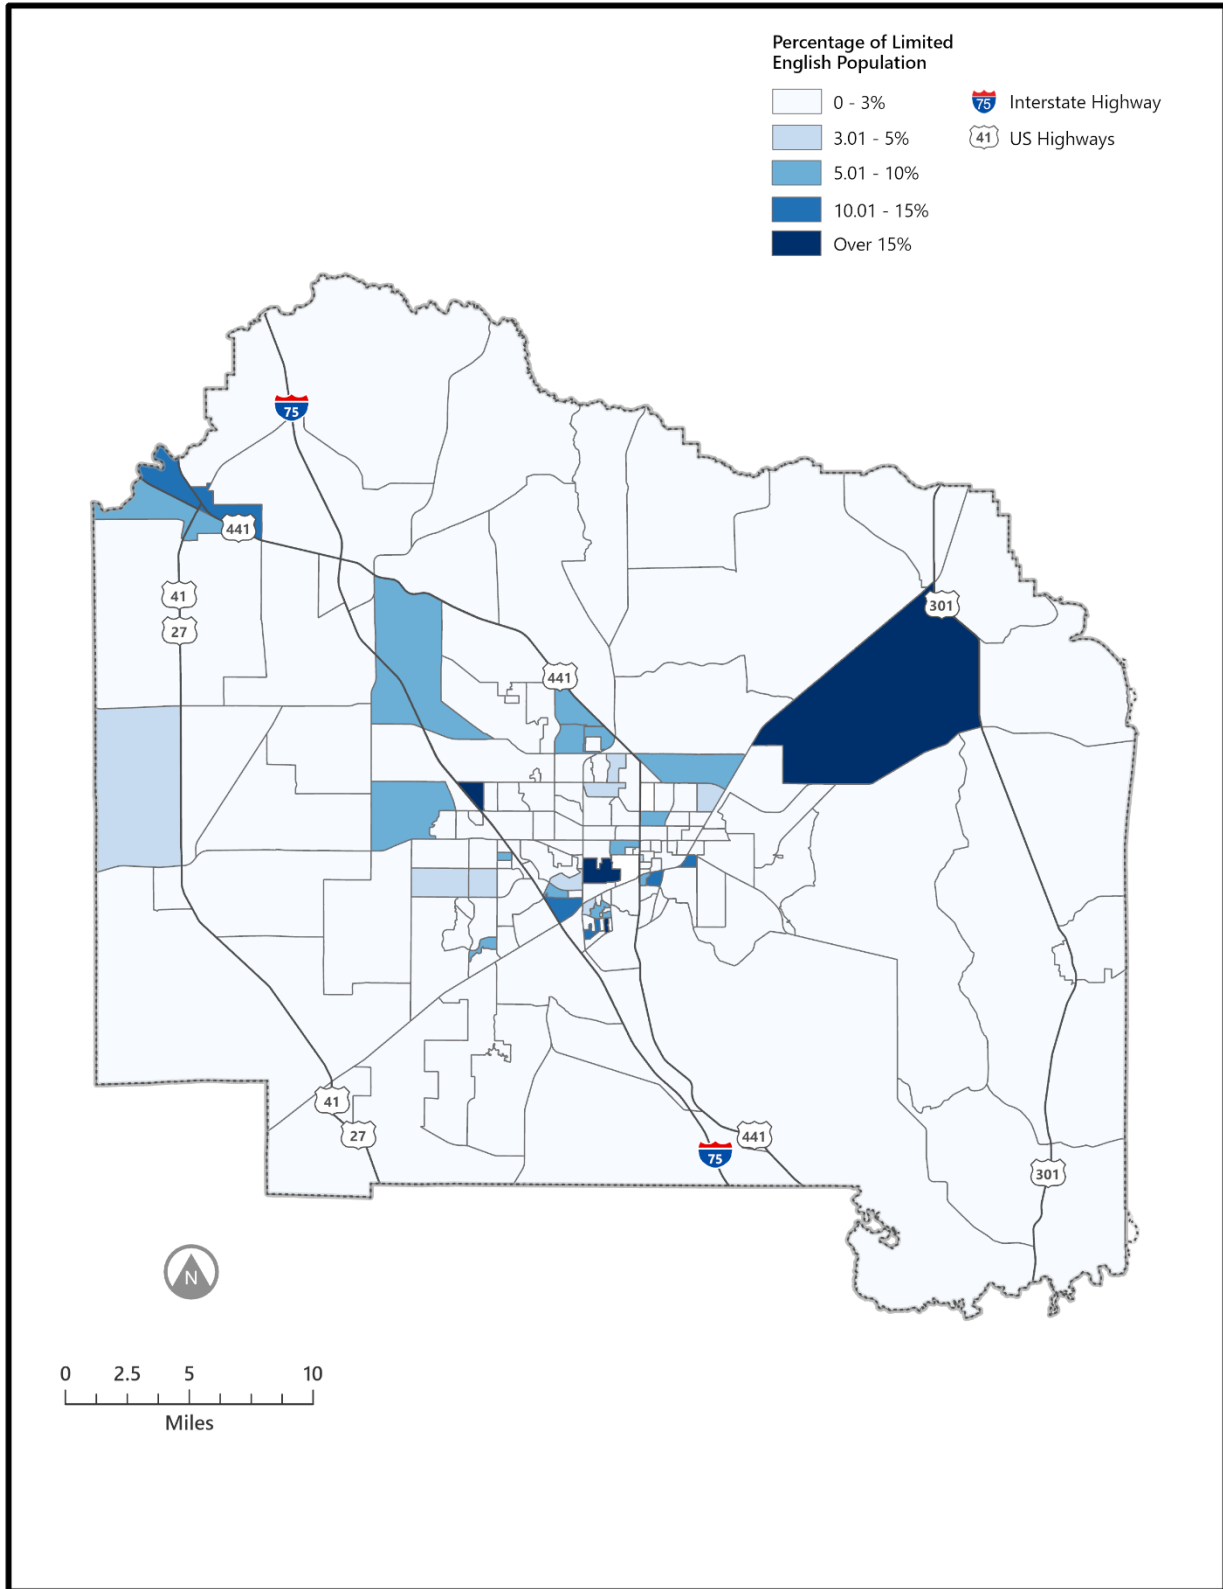 Percentage of Limited
English Population
0 - 3%
3.01 - 5%
5.01 - 10%
10.01 - 15%
Over 15%
75 Interstate Highway
41 US Highways
75
441
41
27
301
441
41
27
441
75
301
N
0 2.5 5 10
Miles